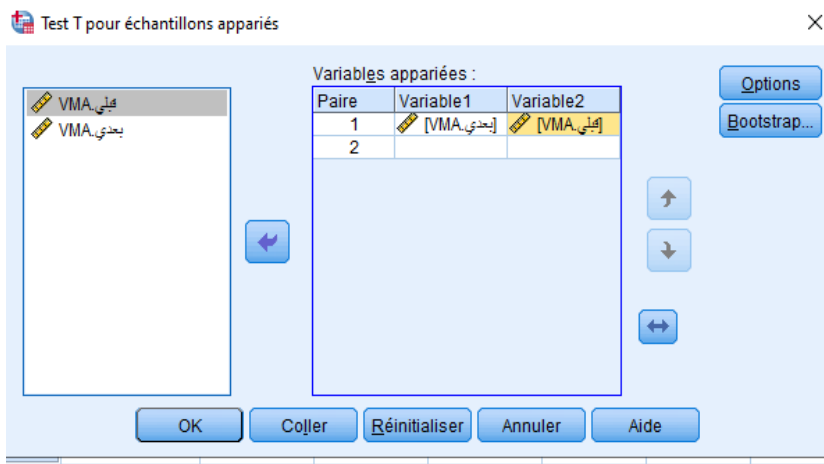 Test T pour échantillons appariés
Variables appariées :
VMA.قبلي
VMA.بعدي
Paire Variable1 Variable2
1 [VMA.بعدي] [VMA.قبلي]
2
Options
Bootstrap...
OK Coller Réinitialiser Annuler Aide